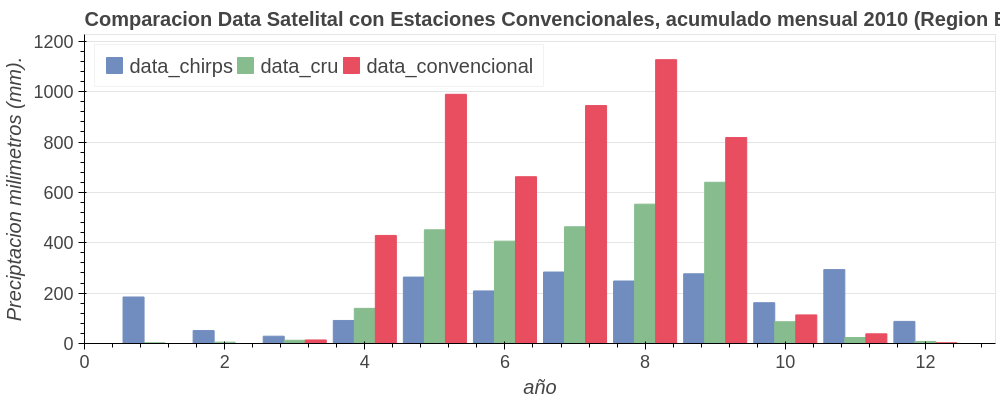 Comparacion Data Satelital con Estaciones Convencionales, acumulado mensual 2010 (Region
data_chirps data_cru data_convencional
Preciptacion milimetros (mm).
1200
1000
800
600
400
200
0
0 2 4 6 8 10 12
año